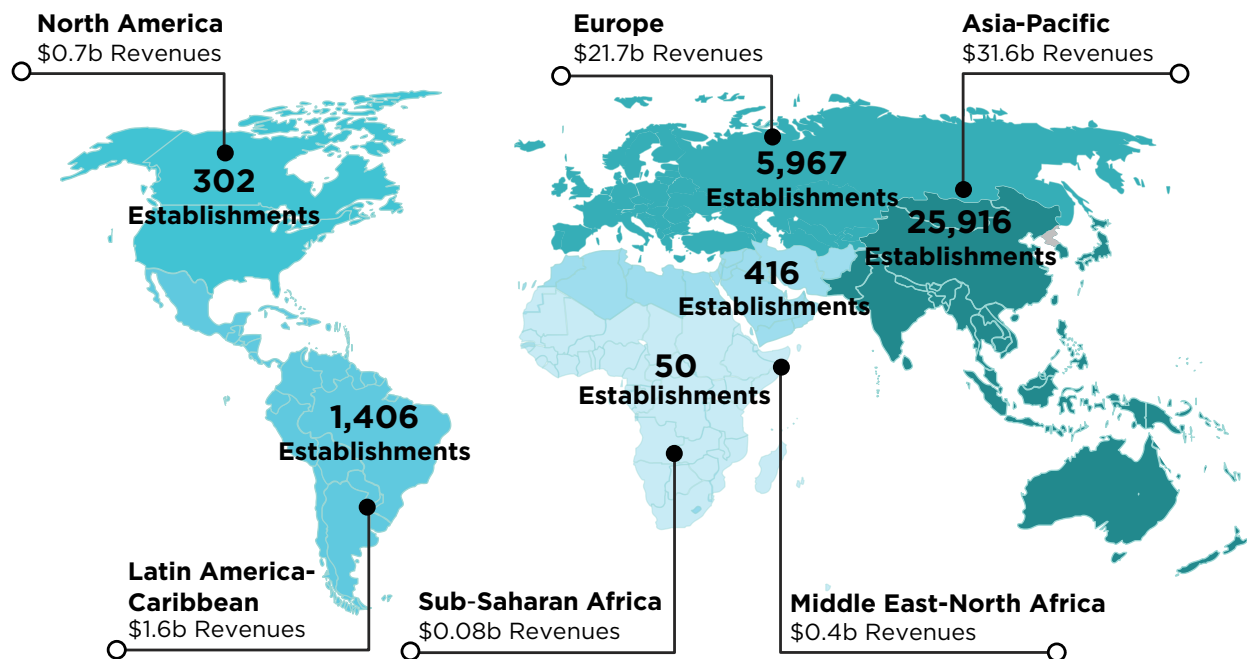 North America
$0.7b Revenues
Europe
$21.7b Revenues
Asia-Pacific
$31.6b Revenues
302
Establishments
5,967
Establishments
25,916
Establishments
416
Establishments
50
Establishments
1,406
Establishments
Latin America-
Caribbean
$1.6b Revenues
Sub-Saharan Africa
$0.08b Revenues
Middle East-North Africa
$0.4b Revenues